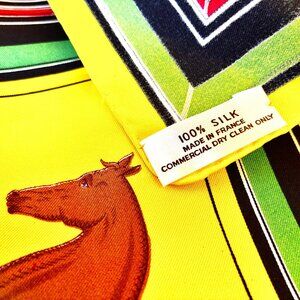 100% SILK
MADE IN FRANCE
COMMERCIAL DRY CLEAN ONLY